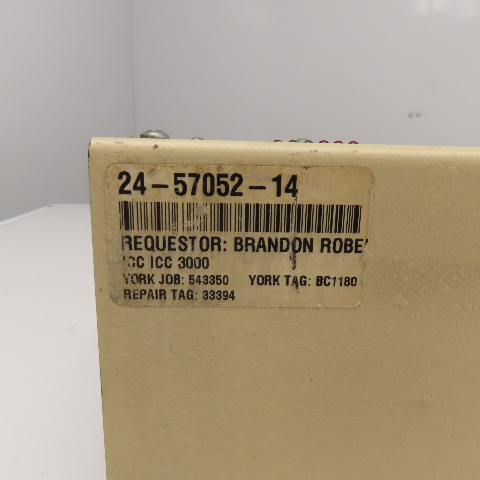 24-57052-14
REQUESTOR: BRANDON ROBE
ICC ICC 3000
YORK JOB: 543350 YORK TAG: BC1180
REPAIR TAG: 33394